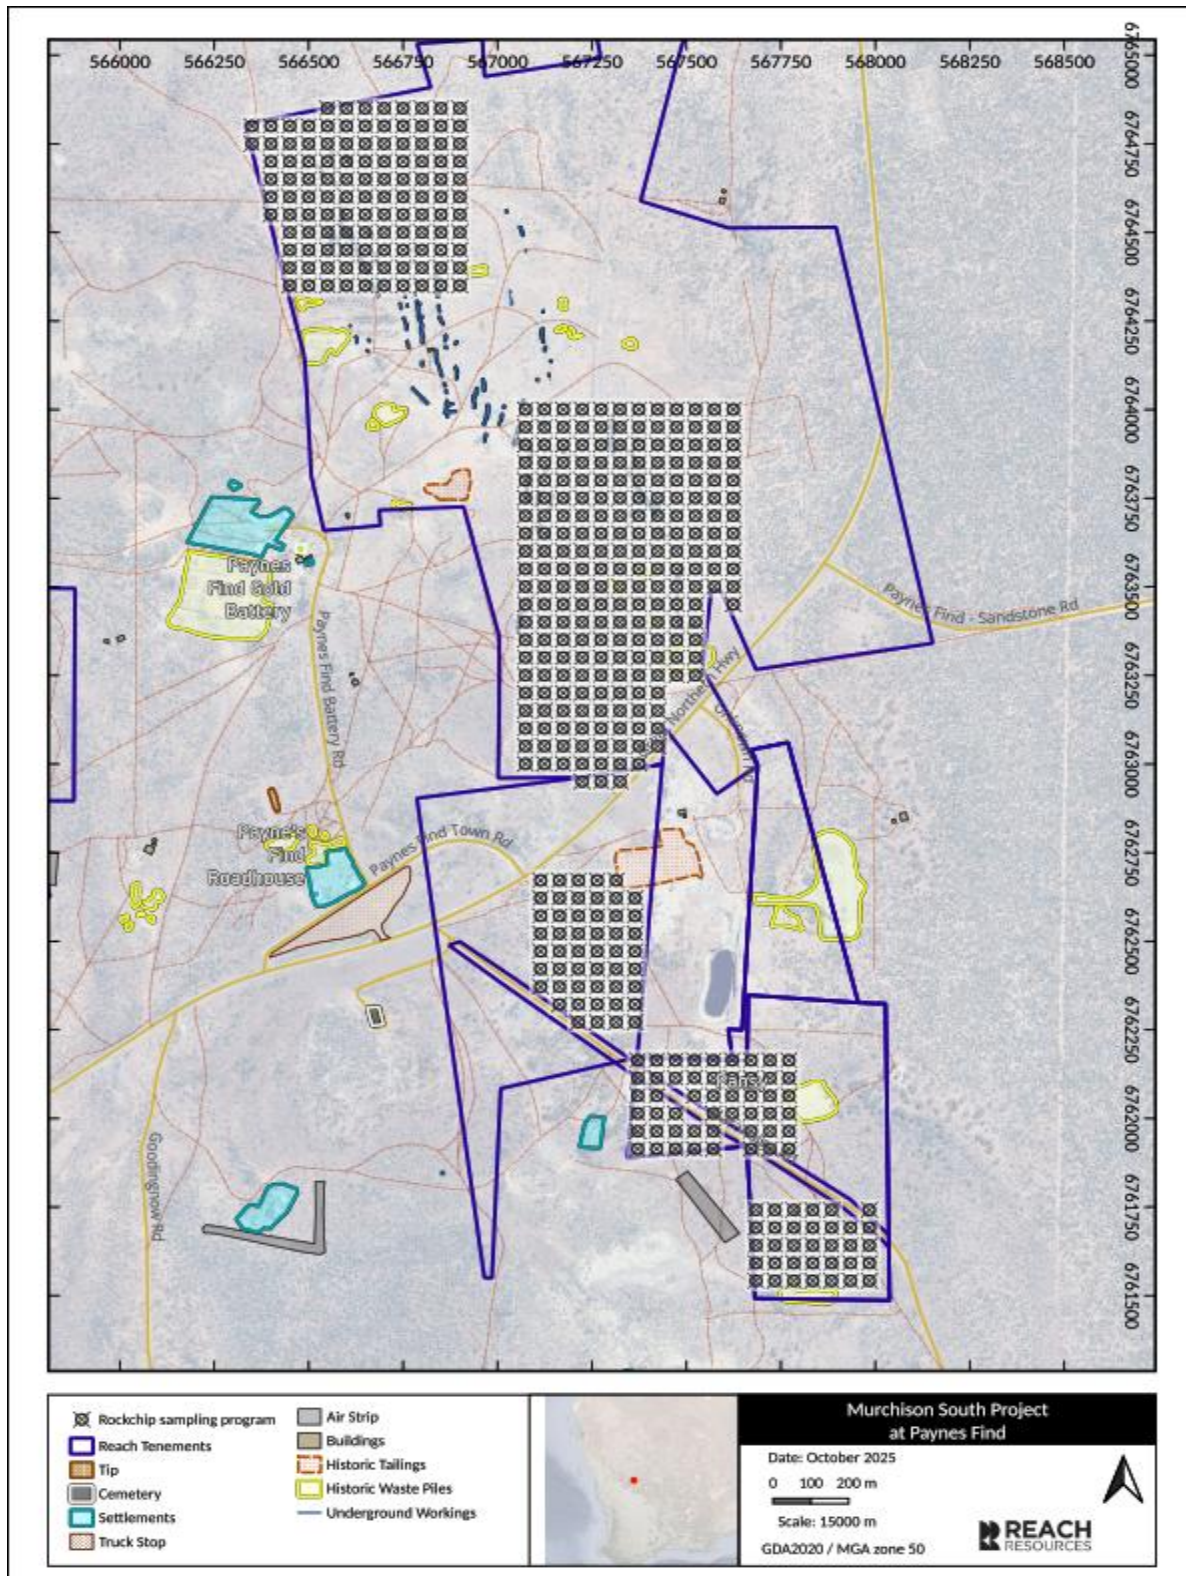 566000 566250 566500 566750 567000 567250 567500 567750 568000 568250 568500
6765000
6764750
6764500
6764250
6764000
6763750
6763500
6763250
6763000
6762750
6762500
6762250
6762000
6761750
6761500
Paynes
Find Gold
Battery
Paynes Find Battery Rd
Paynes Find - Sandstone Rd
Northern Hwy
Unknown Rd
Payne's
Find
Roadhouse
Paynes Find Town Rd
Goodingnow Rd
Rockchip sampling program
Reach Tenements
Tip
Cemetery
Settlements
Truck Stop
Air Strip
Buildings
Historic Tailings
Historic Waste Piles
Underground Workings
Murchison South Project
at Paynes Find
Date: October 2025
0 100 200 m
Scale: 15000 m
GDA2020 / MGA zone 50
REACH
RESOURCES